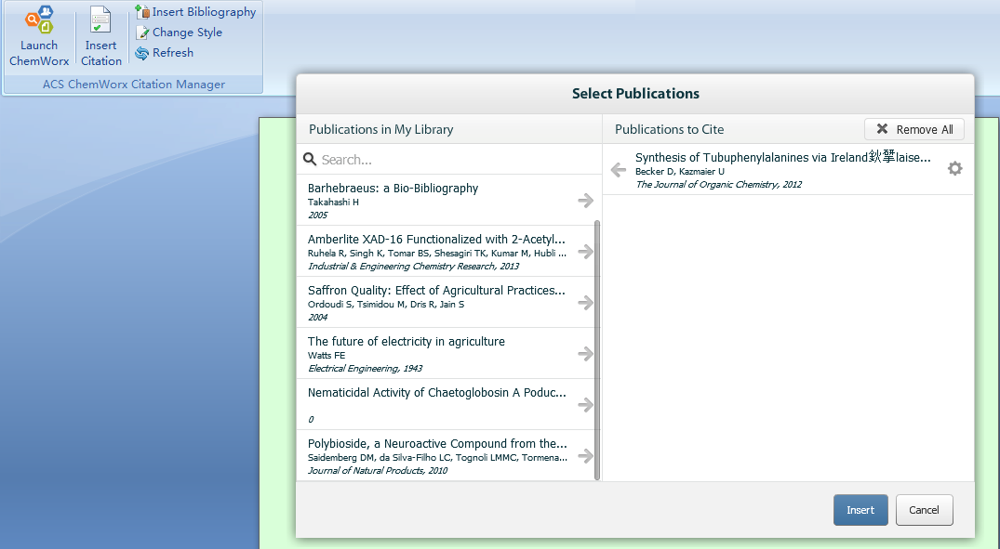 Launch
ChemWorx
Insert
Citation
Insert Bibliography
Change Style
Refresh
ACS ChemWorx Citation Manager
Select Publications
Publications in My Library
Search...
Barhebraeus: a Bio-Bibliography
Takahashi H
2005
Amberlite XAD-16 Functionalized with 2-Acetyl...
Ruhela R, Singh K, Tomar BS, Shesagiri TK, Kumar M, Hubli ...
Industrial & Engineering Chemistry Research, 2013
Saffron Quality: Effect of Agricultural Practices...
Ordoudi S, Tsimidou M, Dris R, Jain S
2004
The future of electricity in agriculture
Watts FE
Electrical Engineering, 1943
Nematicidal Activity of Chaetoglobosin A Poduc...
0
Polybioside, a Neuroactive Compound from the...
Saidemberg DM, da Silva-Filho LC, Tognoli LMMC, Tormena...
Journal of Natural Products, 2010
Publications to Cite
Remove All
Synthesis of Tubuphenylalanines via Ireland鈥揅laise...
Becker D, Kazmaier U
The Journal of Organic Chemistry, 2012
Insert
Cancel